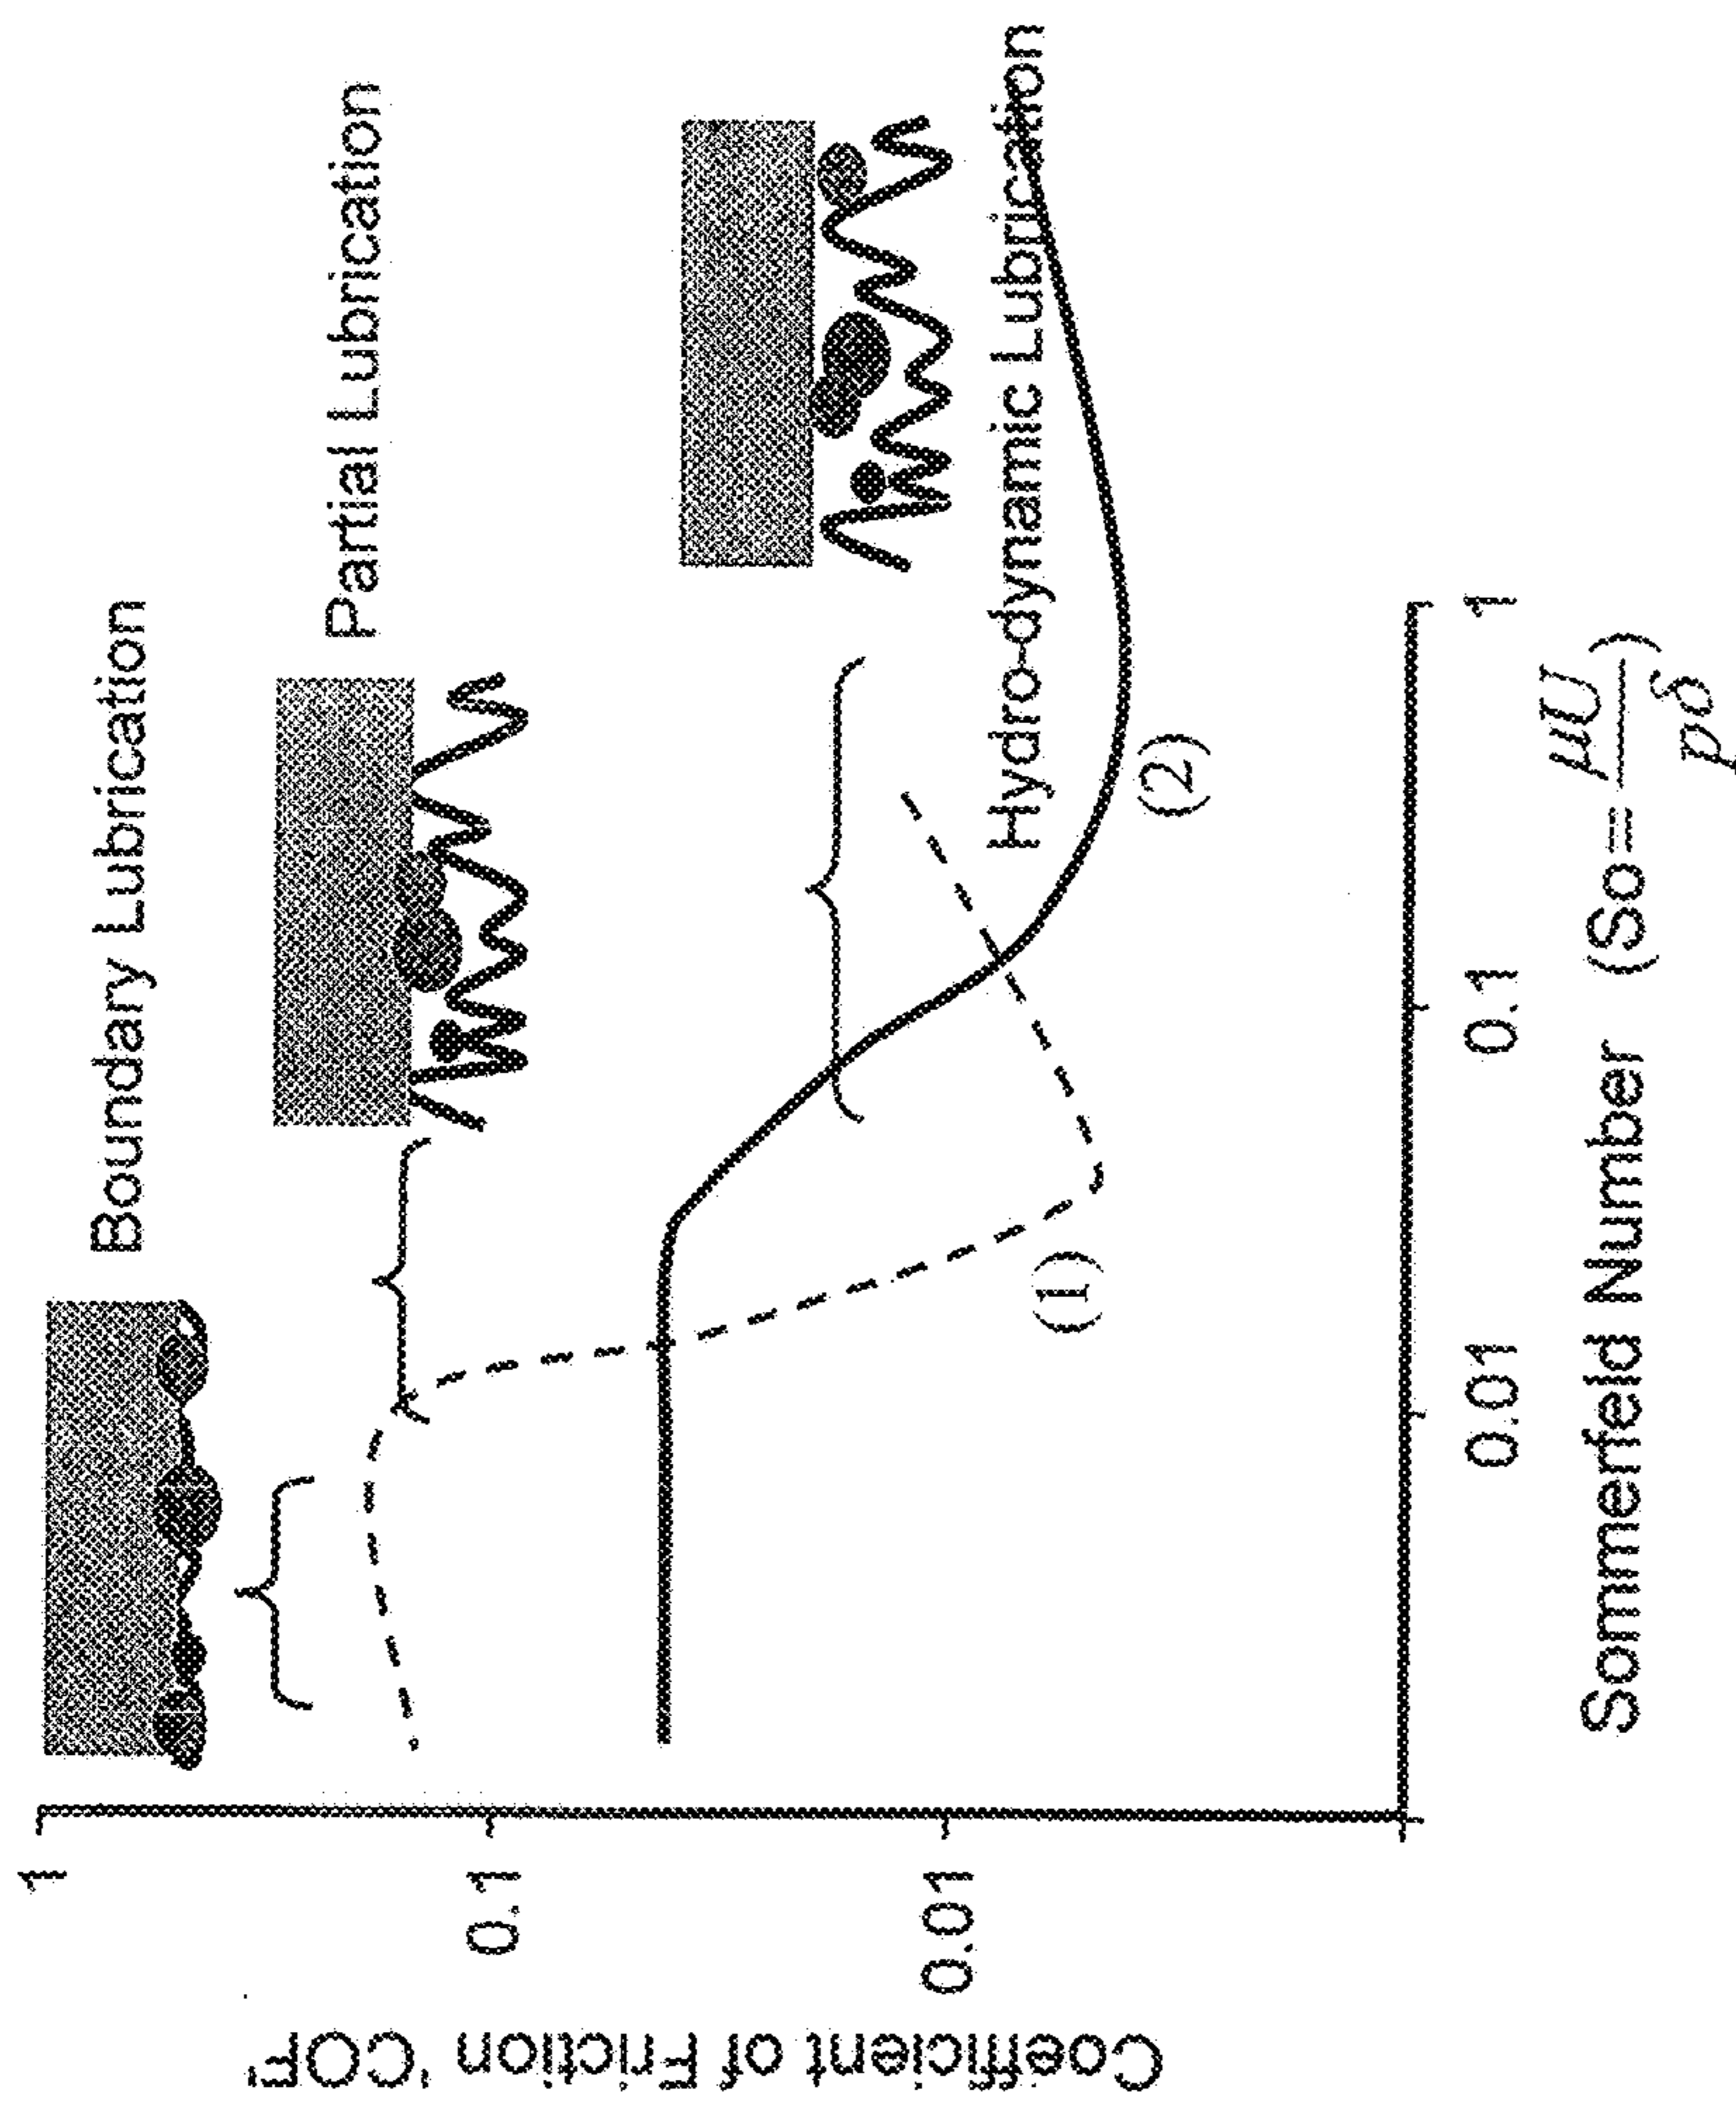 Boundary Lubrication
Partial Lubrication
Hydro-dynamic Lubrication
1
0.1
0.01
Coefficient of Friction 'COF'
(1)
(2)
0.01
0.1
1
Sommerfeld Number (So=μU/pδ)